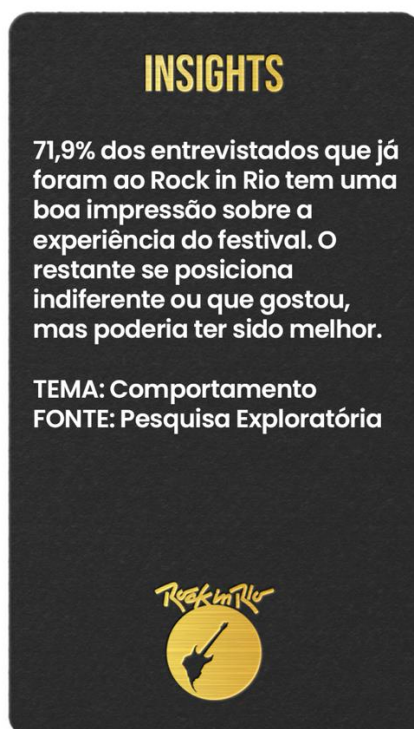 INSIGHTS
71,9% dos entrevistados que já
foram ao Rock in Rio tem uma
boa impressão sobre a
experiência do festival. O
restante se posiciona
indiferente ou que gostou,
mas poderia ter sido melhor.
TEMA: Comportamento
FONTE: Pesquisa Exploratória
Rock in Rio